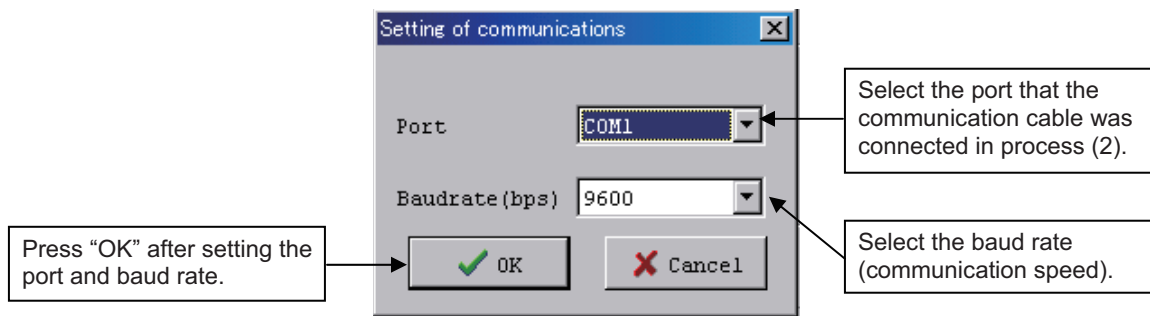 Setting of communications
Port
COM1
Select the port that the
communication cable was
connected in process (2).
Baudrate(bps)
9600
Press “OK” after setting the
port and baud rate.
OK
Cancel
Select the baud rate
(communication speed).